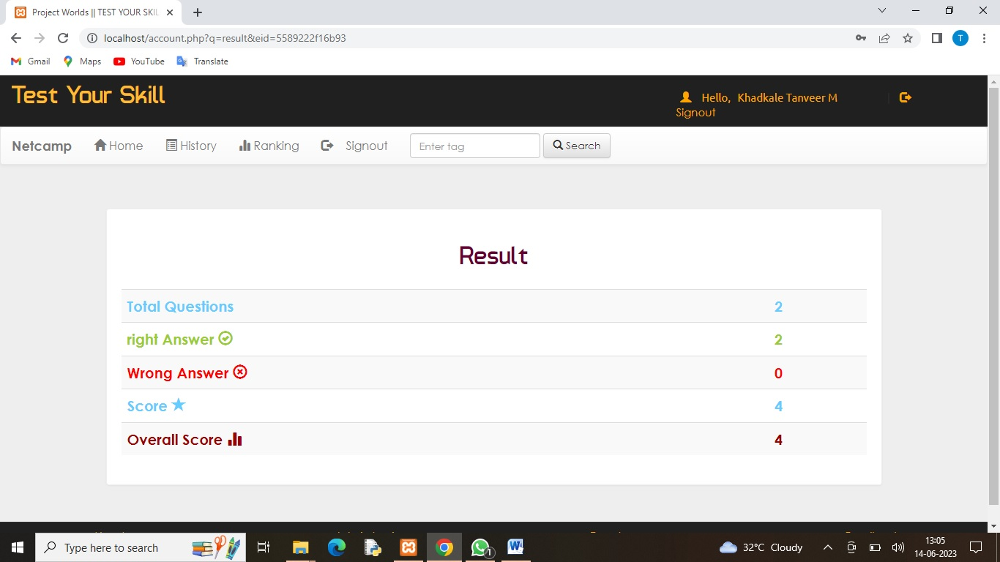 Project Worlds || TEST YOUR SKIL
localhost/account.php?q=result&eid=5589222f16b93
T
Gmail Maps YouTube Translate
Test Your Skill
Hello, Khadkale Tanveer M
Signout
Netcamp Home History Ranking Signout Enter tag Search
Result
Total Questions 2
right Answer 2
Wrong Answer 0
Score 4
Overall Score 4
Type here to search
1
32°C Cloudy
13:05
14-06-2023